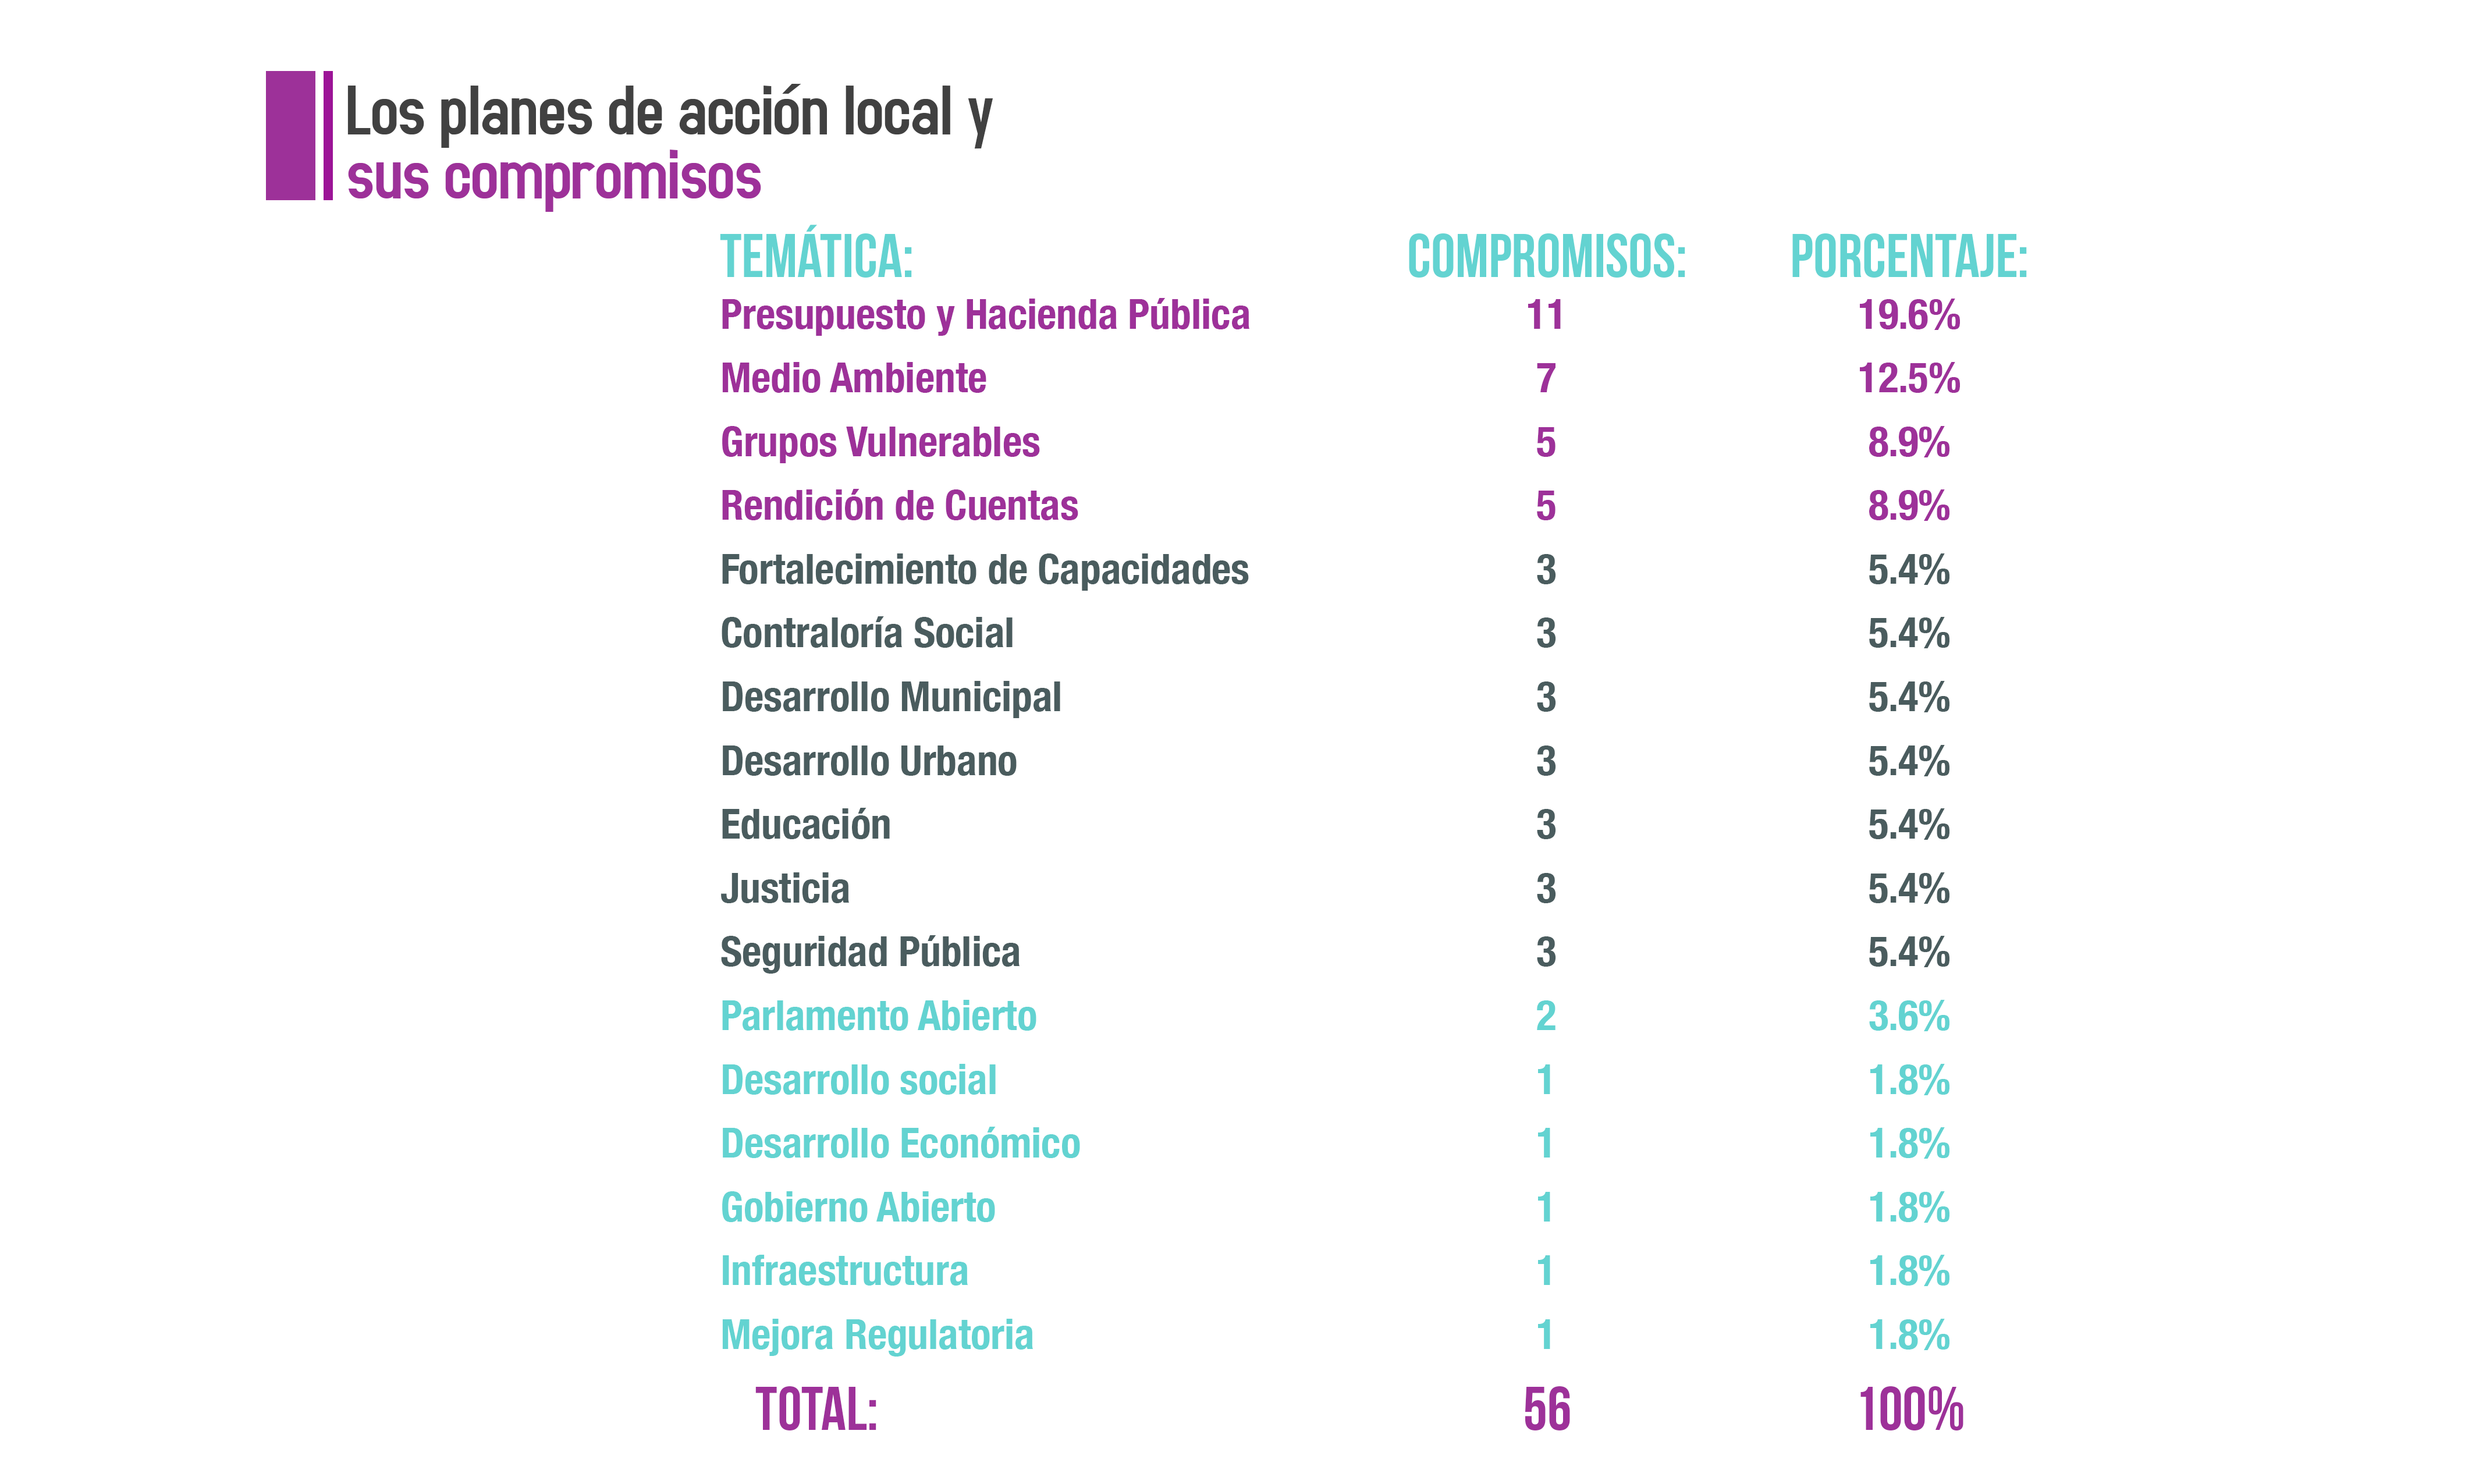 Los planes de acción local y
sus compromisos
TEMÁTICA: COMPROMISOS: PORCENTAJE:
Presupuesto y Hacienda Pública 11 19.6%
Medio Ambiente 7 12.5%
Grupos Vulnerables 5 8.9%
Rendición de Cuentas 5 8.9%
Fortalecimiento de Capacidades 3 5.4%
Contraloría Social 3 5.4%
Desarrollo Municipal 3 5.4%
Desarrollo Urbano 3 5.4%
Educación 3 5.4%
Justicia 3 5.4%
Seguridad Pública 3 5.4%
Parlamento Abierto 2 3.6%
Desarrollo social 1 1.8%
Desarrollo Económico 1 1.8%
Gobierno Abierto 1 1.8%
Infraestructura 1 1.8%
Mejora Regulatoria 1 1.8%
TOTAL: 56 100%